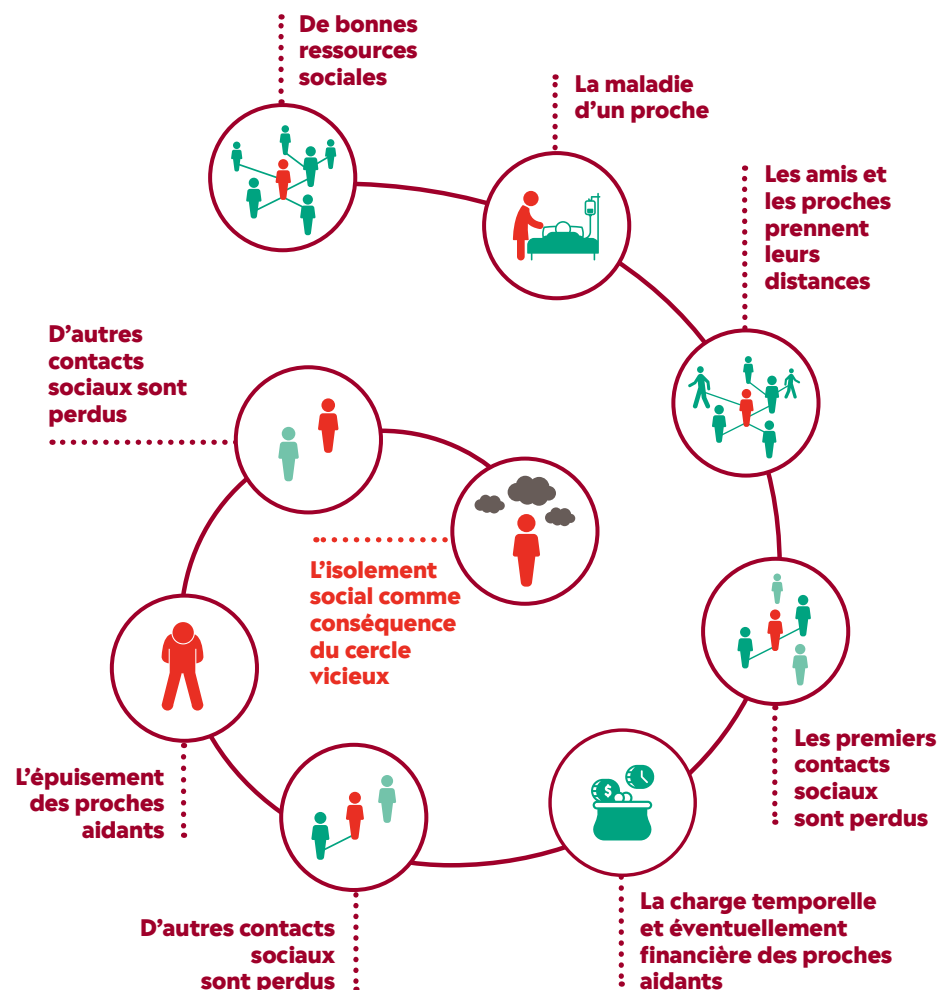 De bonnes
ressources
sociales
La maladie
d’un proche
Les amis et
les proches
prennent
leurs
distances
Les premiers
contacts
sociaux
sont perdus
La charge temporelle
et éventuellement
financière des proches
aidants
D’autres contacts
sociaux
sont perdus
L’épuisement
des proches
aidants
D’autres
contacts
sociaux sont
perdus
L’isolement
social comme
conséquence
du cercle
vicieux
$